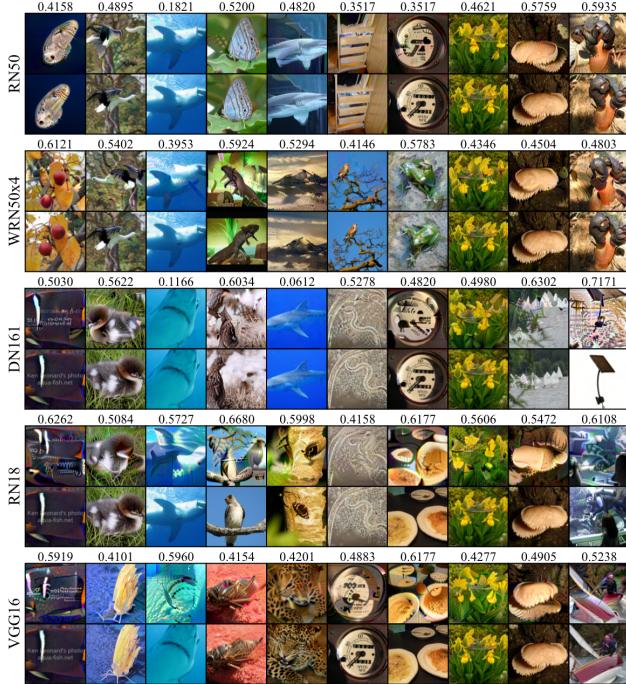 0.4158 0.4895 0.1821 0.5200 0.4820 0.3517 0.3517 0.4621 0.5759 0.5935
RN50
0.6121 0.5402 0.3953 0.5924 0.5294 0.4146 0.5783 0.4346 0.4504 0.4803
WRN50x4
0.5030 0.5622 0.1166 0.6034 0.0612 0.5278 0.4820 0.4980 0.6302 0.7171
DN161
Ken Leonard's photo
aqua-fish.net
0.6262 0.5084 0.5727 0.6680 0.5998 0.4158 0.6177 0.5606 0.5472 0.6108
RN18
Ken Leonard's photo
aqua-fish.net
0.5919 0.4101 0.5960 0.4154 0.4201 0.4883 0.6177 0.4277 0.4905 0.5238
VGG16
Ken Leonard's photo
aqua-fish.net